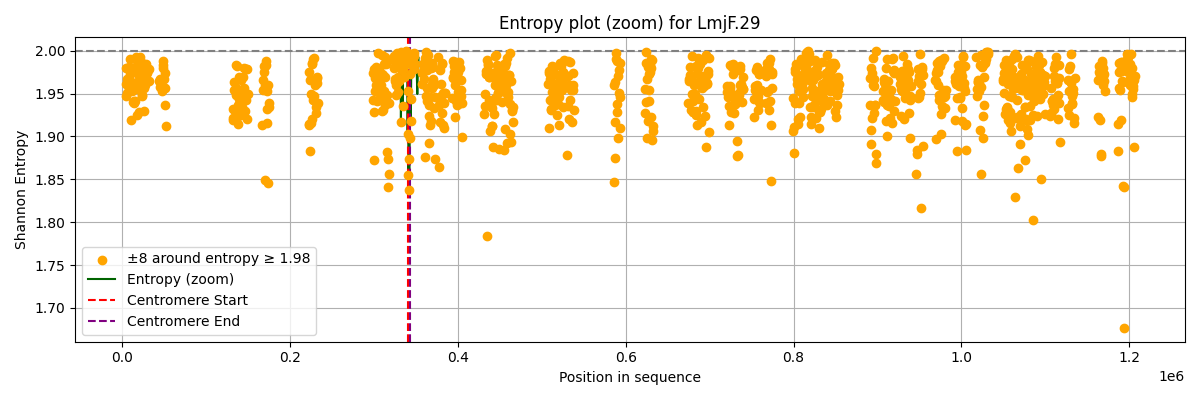 Entropy plot (zoom) for LmjF.29
2.00
1.95
1.90
1.85
1.80
1.75
1.70
Shannon Entropy
±8 around entropy ≥ 1.98
Entropy (zoom)
Centromere Start
Centromere End
0.0 0.2 0.4 0.6 0.8 1.0 1.2
1e6
Position in sequence